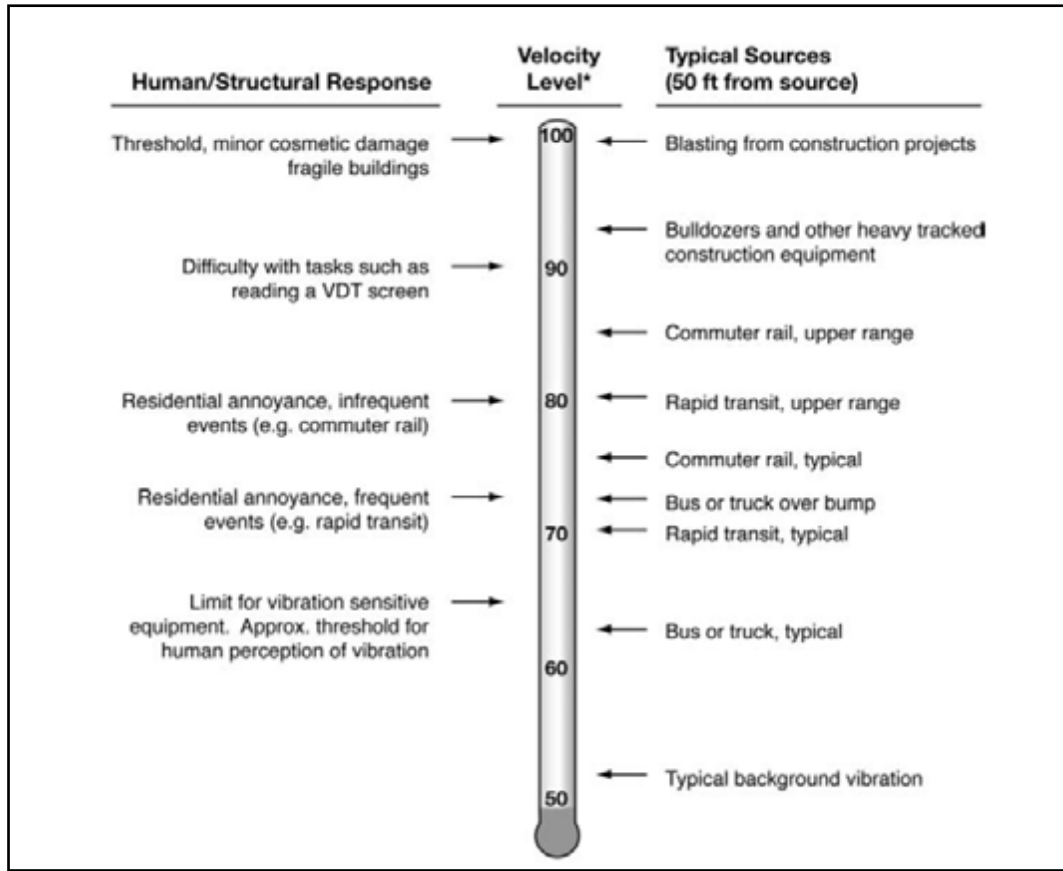 Human/Structural Response
Velocity
Level*
Typical Sources
(50 ft from source)
Threshold, minor cosmetic damage
fragile buildings
100
Blasting from construction projects
Bulldozers and other heavy tracked
construction equipment
Difficulty with tasks such as
reading a VDT screen
90
Commuter rail, upper range
Residential annoyance, infrequent
events (e.g. commuter rail)
80
Rapid transit, upper range
Commuter rail, typical
Residential annoyance, frequent
events (e.g. rapid transit)
Bus or truck over bump
70
Rapid transit, typical
Limit for vibration sensitive
equipment. Approx. threshold for
human perception of vibration
Bus or truck, typical
60
Typical background vibration
50